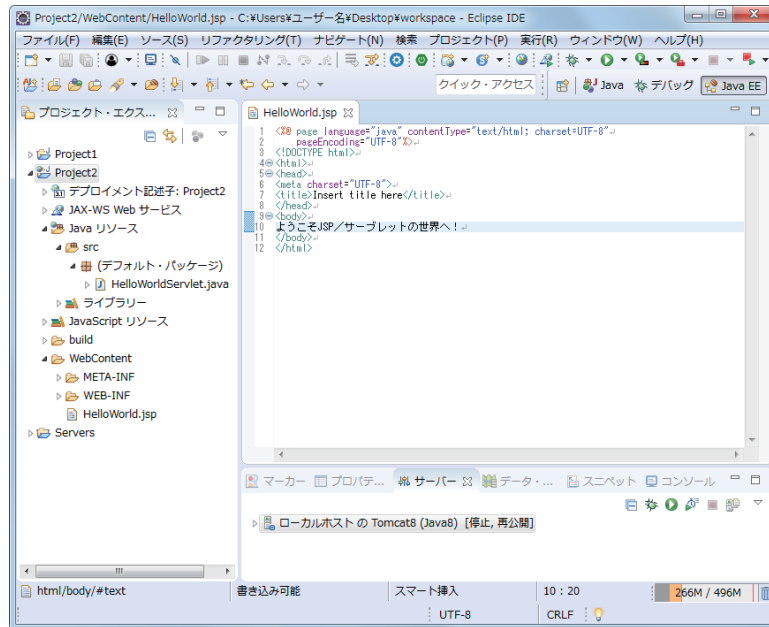 Project2/WebContent/HelloWorld.jsp - C:¥Users¥ユーザー名¥Desktop¥workspace - Eclipse IDE
ファイル(F) 編集(E) ソース(S) リファクタリング(T) ナビゲート(N) 検索 プロジェクト(P) 実行(R) ウィンドウ(W) ヘルプ(H)
クイック・アクセス Java デバッグ Java EE
プロジェクト・エクス...
Project1
Project2
デプロイメント記述子: Project2
JAX-WS Web サービス
Java リソース
src
(デフォルト・パッケージ)
HelloWorldServlet.java
ライブラリー
JavaScript リソース
build
WebContent
META-INF
WEB-INF
HelloWorld.jsp
Servers
HelloWorld.jsp
1 <%@ page language="java" contentType="text/html; charset=UTF-8"
2 pageEncoding="UTF-8"%>
3 <!DOCTYPE html>
4 <html>
5 <head>
6 <meta charset="UTF-8">
7 <title>Insert title here</title>
8 </head>
9 <body>
10 ようこそJSP/サーブレットの世界へ!
11 </body>
12 </html>
マーカー プロパテ... サーバー データ・... スニペット コンソール
ローカルホスト の Tomcat8 (Java8) [停止, 再公開]
html/body/#text 書き込み可能 スマート挿入 10 : 20 266M / 496M
UTF-8 CRLF